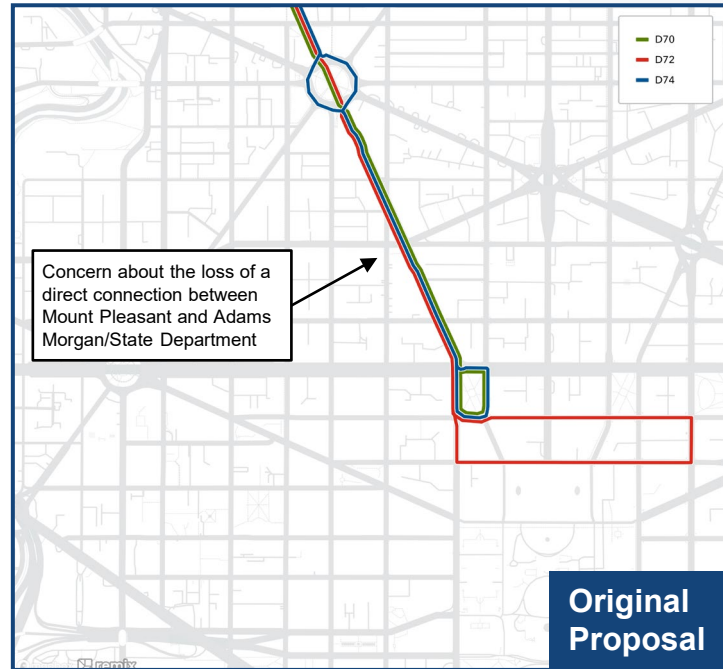 D70
D72
D74
Concern about the loss of a
direct connection between
Mount Pleasant and Adams
Morgan/State Department
Original
Proposal
remix